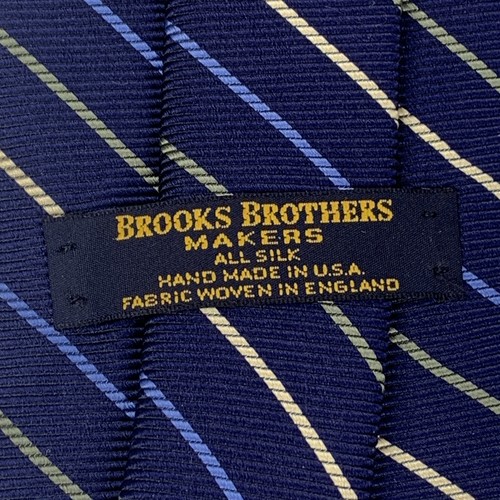 BROOKS BROTHERS
MAKERS
ALL SILK
HAND MADE IN U.S.A.
FABRIC WOVEN IN ENGLAND